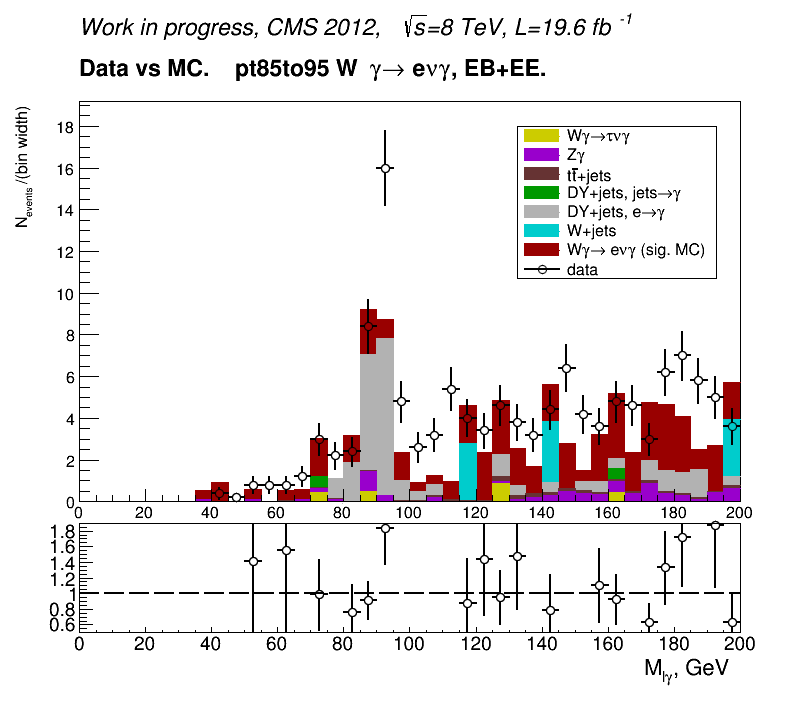 Work in progress, CMS 2012, √s=8 TeV, L=19.6 fb -1
Data vs MC. pt85to95 W γ→ eνγ, EB+EE.
N events /(bin width)
18
16
14
12
10
8
6
4
2
0
Wγ→τνγ
Zγ
tt̄+jets
DY+jets, jets→γ
DY+jets, e→γ
W+jets
Wγ→ eνγ (sig. MC)
data
0 20 40 60 80 100 120 140 160 180 200
1.8
1.6
1.4
1.2
1
0.8
0.6
0 20 40 60 80 100 120 140 160 180 200
M lγ, GeV